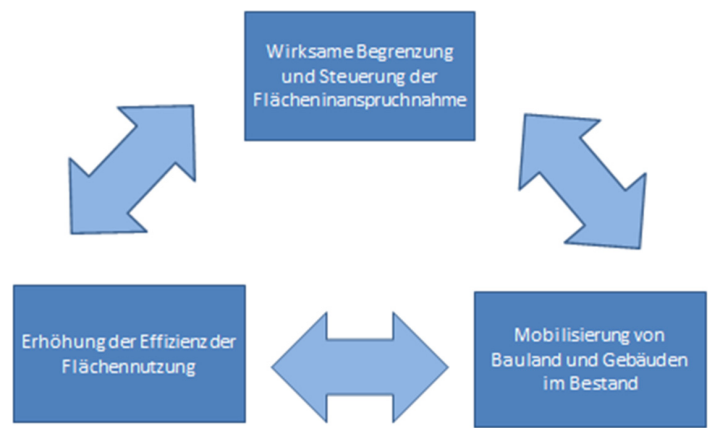 Wirksame Begrenzung
und Steuerung der
Flächeninanspruchnahme
Erhöhung der Effizienz der
Flächennutzung
Mobilisierung von
Bauland und Gebäuden
im Bestand